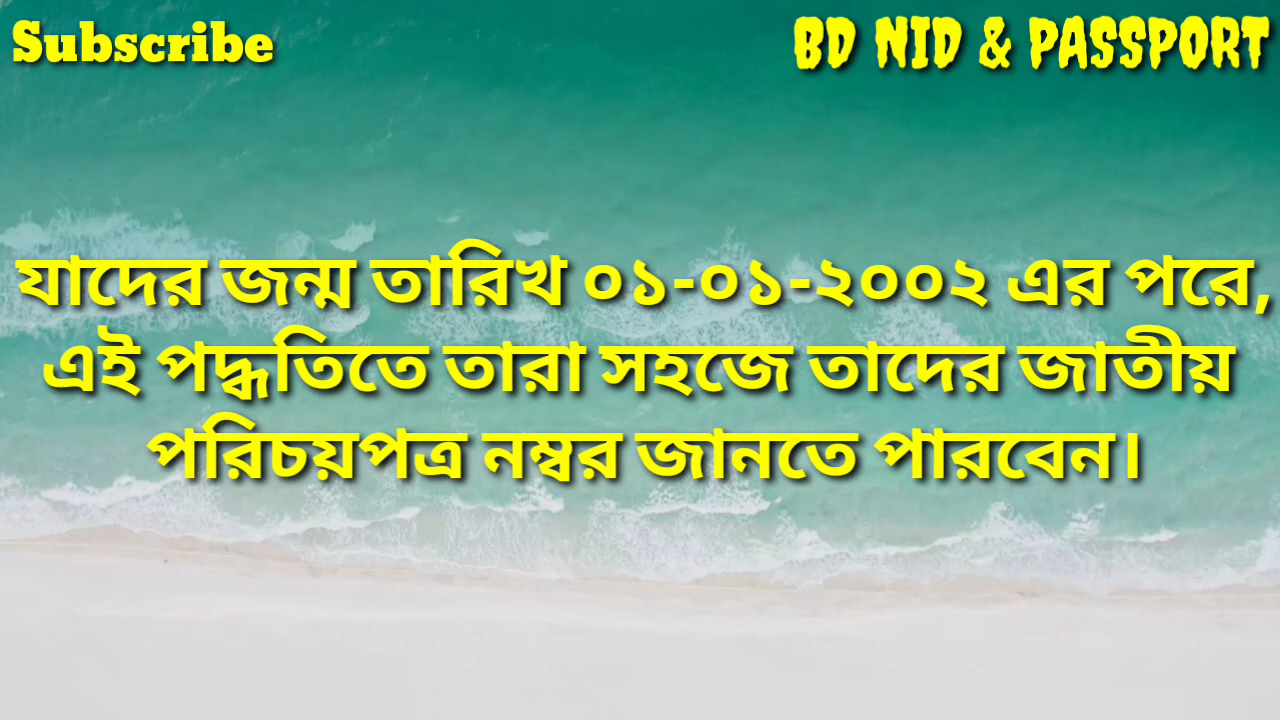 Subscribe
BD NID & PASSPORT
যাদের জন্ম তারিখ ০১-০১-২০০২ এর পরে,
এই পদ্ধতিতে তারা সহজে তাদের জাতীয়
পরিচয়পত্র নম্বর জানতে পারবেন।